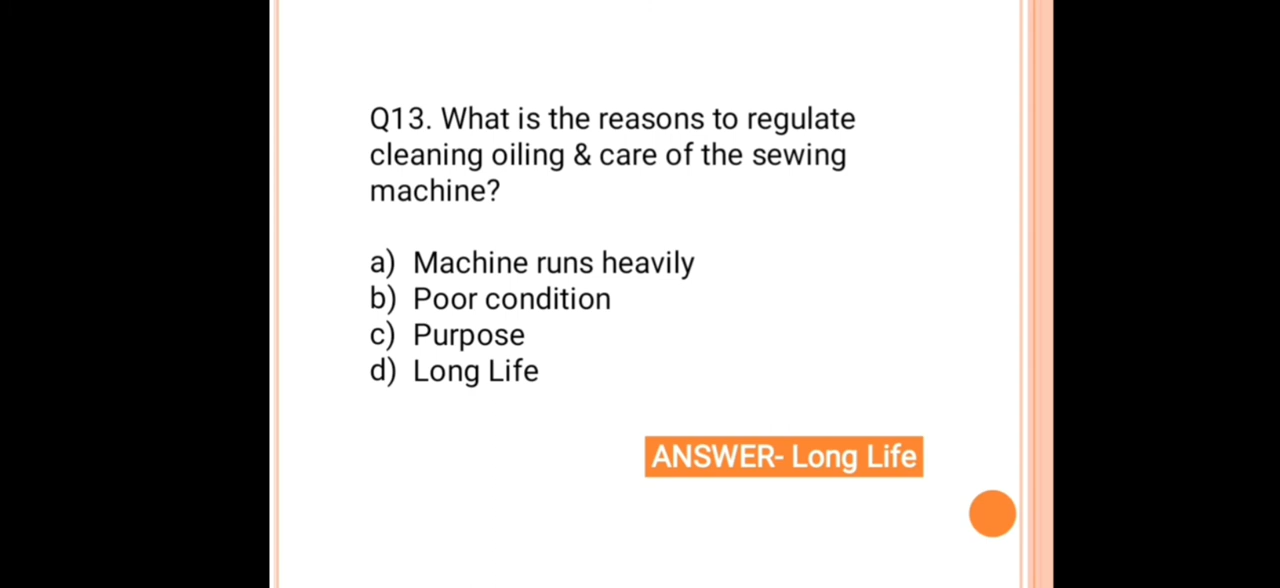 Q13. What is the reasons to regulate
cleaning oiling & care of the sewing
machine?
a) Machine runs heavily
b) Poor condition
c) Purpose
d) Long Life
ANSWER- Long Life